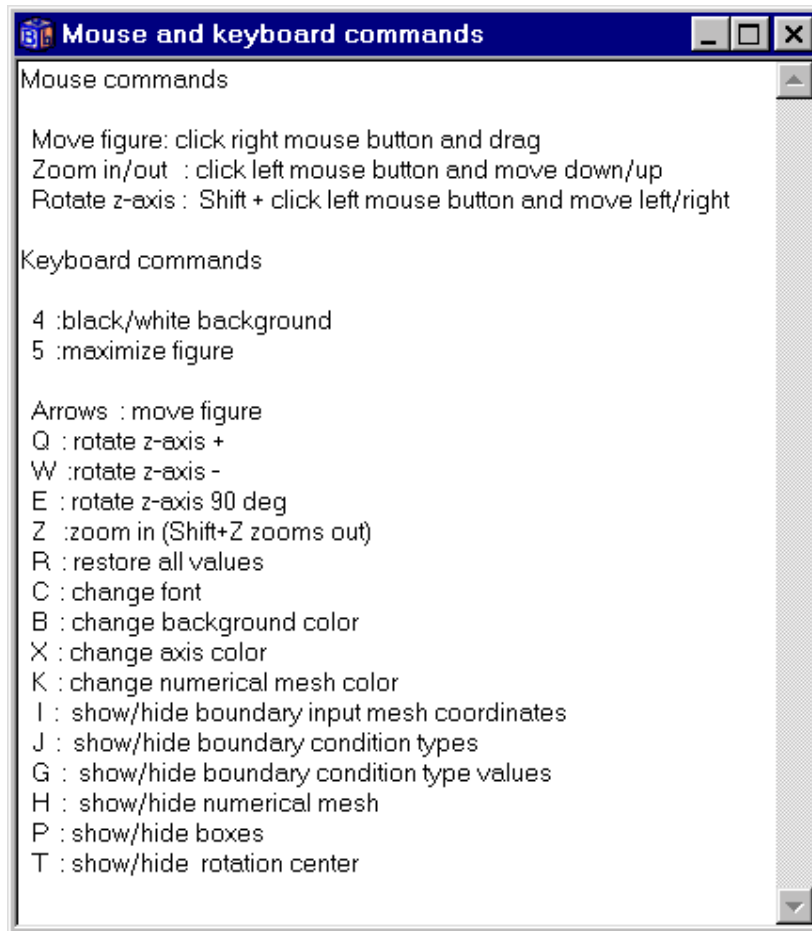 Mouse and keyboard commands
Mouse commands
Move figure: click right mouse button and drag
Zoom in/out : click left mouse button and move down/up
Rotate z-axis : Shift + click left mouse button and move left/right
Keyboard commands
4 :black/white background
5 :maximize figure
Arrows : move figure
Q : rotate z-axis +
W :rotate z-axis -
E : rotate z-axis 90 deg
Z :zoom in (Shift+Z zooms out)
R : restore all values
C : change font
B : change background color
X : change axis color
K : change numerical mesh color
I : show/hide boundary input mesh coordinates
J : show/hide boundary condition types
G : show/hide boundary condition type values
H : show/hide numerical mesh
P : show/hide boxes
T : show/hide rotation center